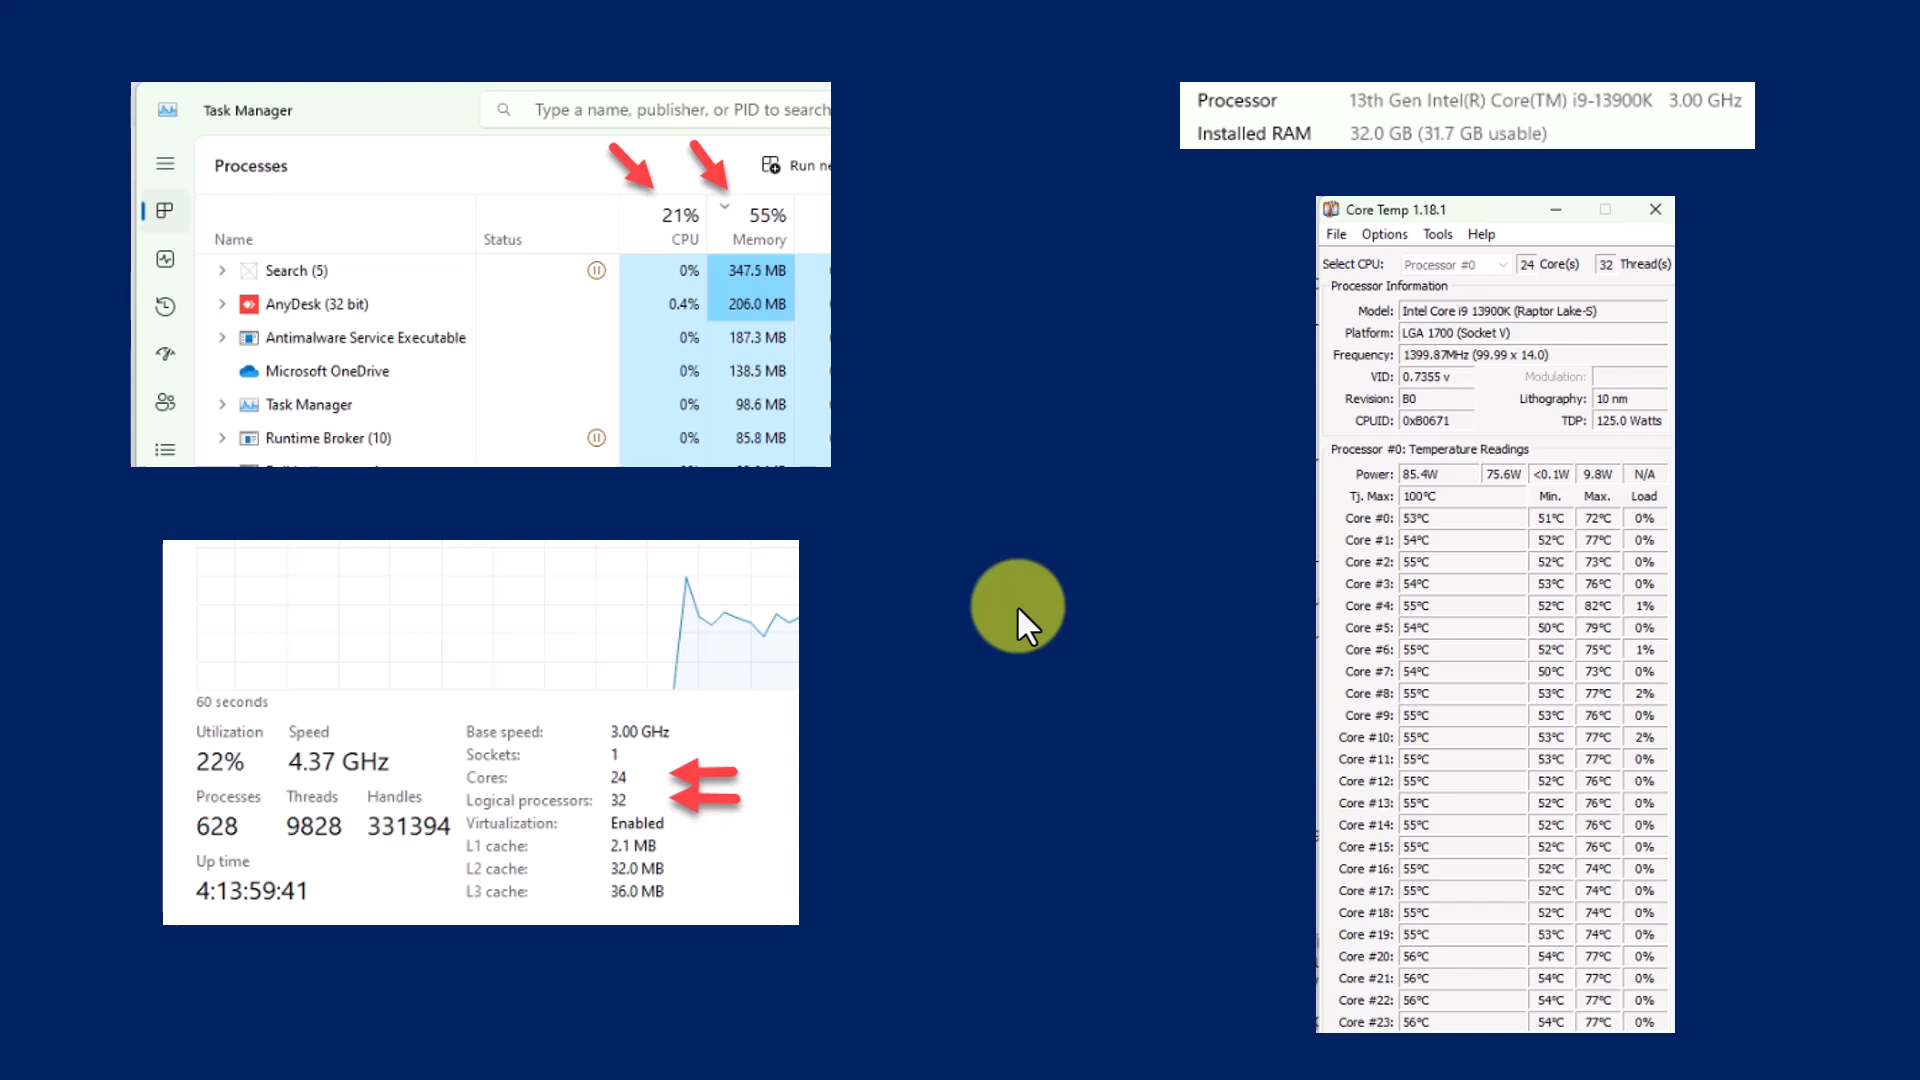 Task Manager
Type a name, publisher, or PID to search
Processes
Run ne
21% 55%
Name Status CPU Memory
Search (5) 0% 347.5 MB
AnyDesk (32 bit) 0.4% 206.0 MB
Antimalware Service Executable 0% 187.3 MB
Microsoft OneDrive 0% 138.5 MB
Task Manager 0% 98.6 MB
Runtime Broker (10) 0% 85.8 MB
60 seconds
Utilization Speed
22% 4.37 GHz
Processes Threads Handles
628 9828 331394
Up time
4:13:59:41
Base speed: 3.00 GHz
Sockets: 1
Cores: 24
Logical processors: 32
Virtualization: Enabled
L1 cache: 2.1 MB
L2 cache: 32.0 MB
L3 cache: 36.0 MB
Processor 13th Gen Intel(R) Core(TM) i9-13900K 3.00 GHz
Installed RAM 32.0 GB (31.7 GB usable)
Core Temp 1.18.1
File Options Tools Help
Select CPU: Processor #0 24 Core(s) 32 Thread(s)
Processor Information
Model: Intel Core i9 13900K (Raptor Lake-S)
Platform: LGA 1700 (Socket V)
Frequency: 1399.87MHz (99.99 x 14.0)
VID: 0.7355 v Modulation:
Revision: B0 Lithography: 10 nm
CPUID: 0xB0671 TDP: 125.0 Watts
Processor #0: Temperature Readings
Power: 85.4W 75.6W <0.1W 9.8W N/A
Tj. Max: 100°C Min. Max. Load
Core #0: 53°C 51°C 72°C 0%
Core #1: 54°C 52°C 77°C 0%
Core #2: 55°C 52°C 73°C 0%
Core #3: 54°C 53°C 76°C 0%
Core #4: 55°C 52°C 82°C 1%
Core #5: 54°C 50°C 79°C 0%
Core #6: 55°C 52°C 75°C 1%
Core #7: 54°C 50°C 73°C 0%
Core #8: 55°C 53°C 77°C 2%
Core #9: 55°C 53°C 76°C 0%
Core #10: 55°C 53°C 77°C 2%
Core #11: 55°C 53°C 77°C 0%
Core #12: 55°C 52°C 76°C 0%
Core #13: 55°C 52°C 76°C 0%
Core #14: 55°C 52°C 76°C 0%
Core #15: 55°C 52°C 76°C 0%
Core #16: 55°C 52°C 74°C 0%
Core #17: 55°C 52°C 74°C 0%
Core #18: 55°C 52°C 74°C 0%
Core #19: 55°C 53°C 74°C 0%
Core #20: 56°C 54°C 77°C 0%
Core #21: 56°C 54°C 77°C 0%
Core #22: 56°C 54°C 77°C 0%
Core #23: 56°C 54°C 77°C 0%